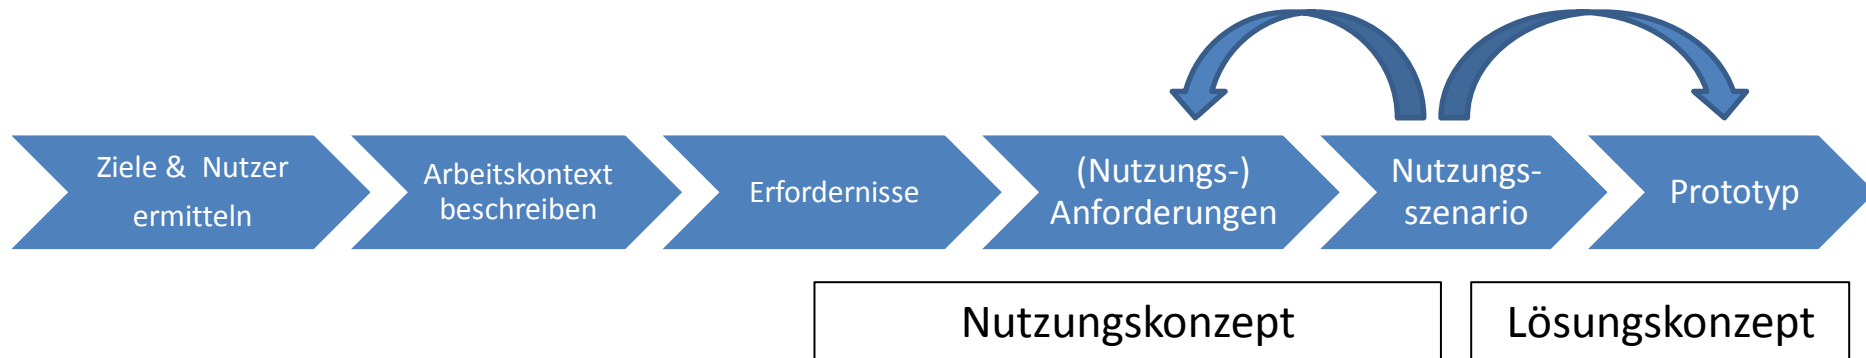 Ziele & Nutzer
ermitteln
Arbeitskontext
beschreiben
Erfordernisse
(Nutzungs-)
Anforderungen
Nutzungs-
szenario
Prototyp
Nutzungskonzept
Lösungskonzept